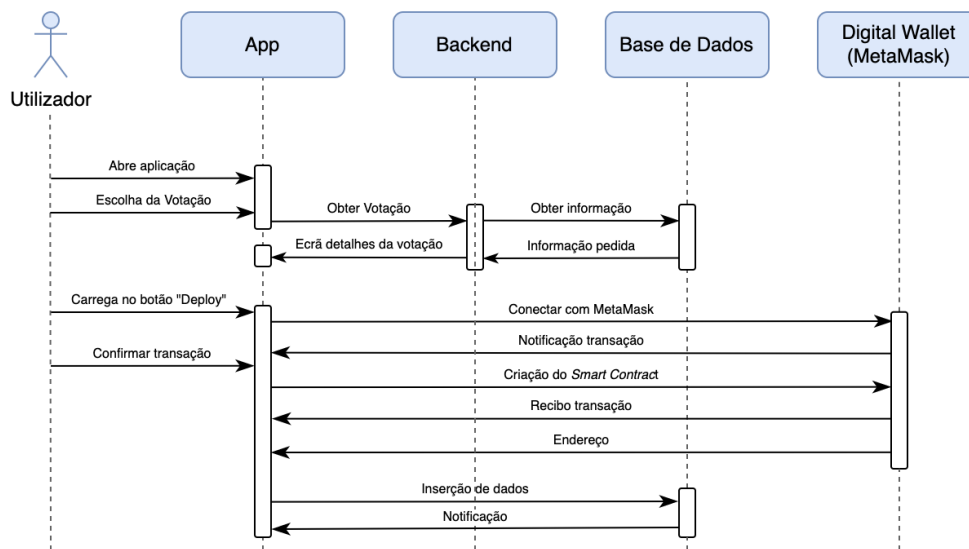 App
Backend
Base de Dados
Digital Wallet
(MetaMask)
Utilizador
Abre aplicação
Escolha da Votação
Obter Votação
Obter informação
Ecrã detalhes da votação
Informação pedida
Carrega no botão "Deploy"
Conectar com MetaMask
Notificação transação
Confirmar transação
Criação do Smart Contract
Recibo transação
Endereço
Inserção de dados
Notificação